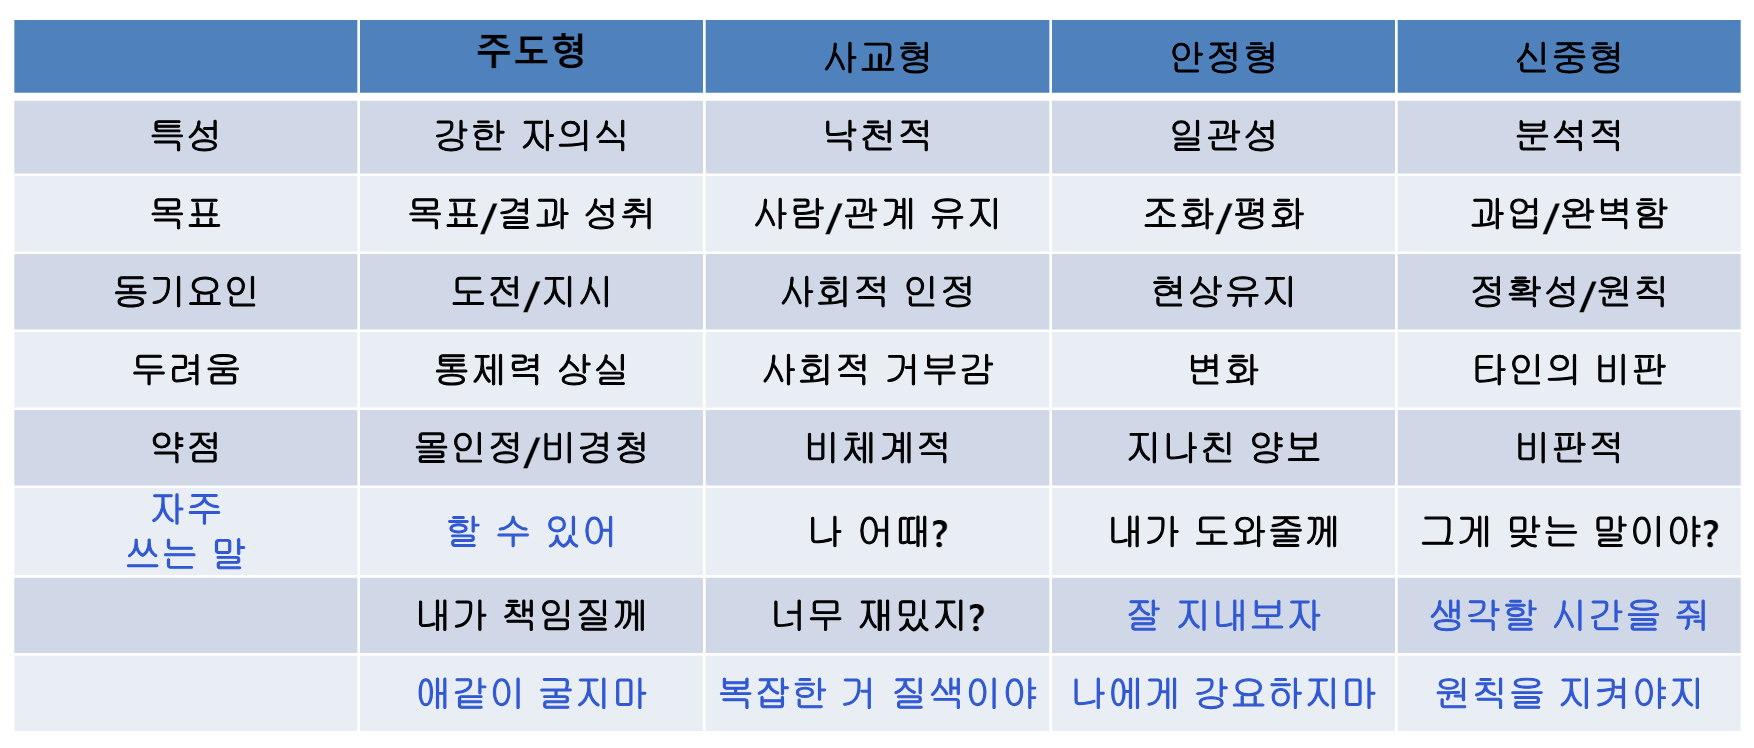 주도형 사교형 안정형 신중형
특성 강한 자의식 낙천적 일관성 분석적
목표 목표/결과 성취 사람/관계 유지 조화/평화 과업/완벽함
동기요인 도전/지시 사회적 인정 현상유지 정확성/원칙
두려움 통제력 상실 사회적 거부감 변화 타인의 비판
약점 몰인정/비경청 비체계적 지나친 양보 비판적
자주
쓰는 말 할 수 있어 나 어때? 내가 도와줄께 그게 맞는 말이야?
내가 책임질께 너무 재밌지? 잘 지내보자 생각할 시간을 줘
애같이 굴지마 복잡한 거 질색이야 나에게 강요하지마 원칙을 지켜야지